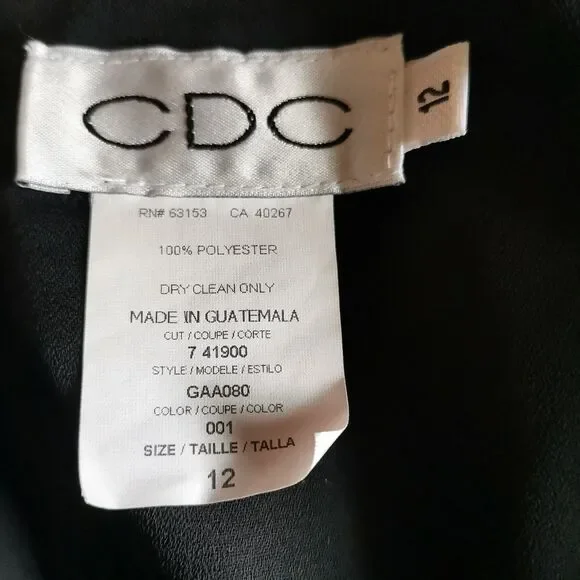 CDC
12
RN# 63153 CA 40267
100% POLYESTER
DRY CLEAN ONLY
MADE IN GUATEMALA
CUT / COUPE / CORTE
7 41900
STYLE / MODELE / ESTILO
GAA080
COLOR / COUPE / COLOR
001
SIZE / TAILLE / TALLA
12